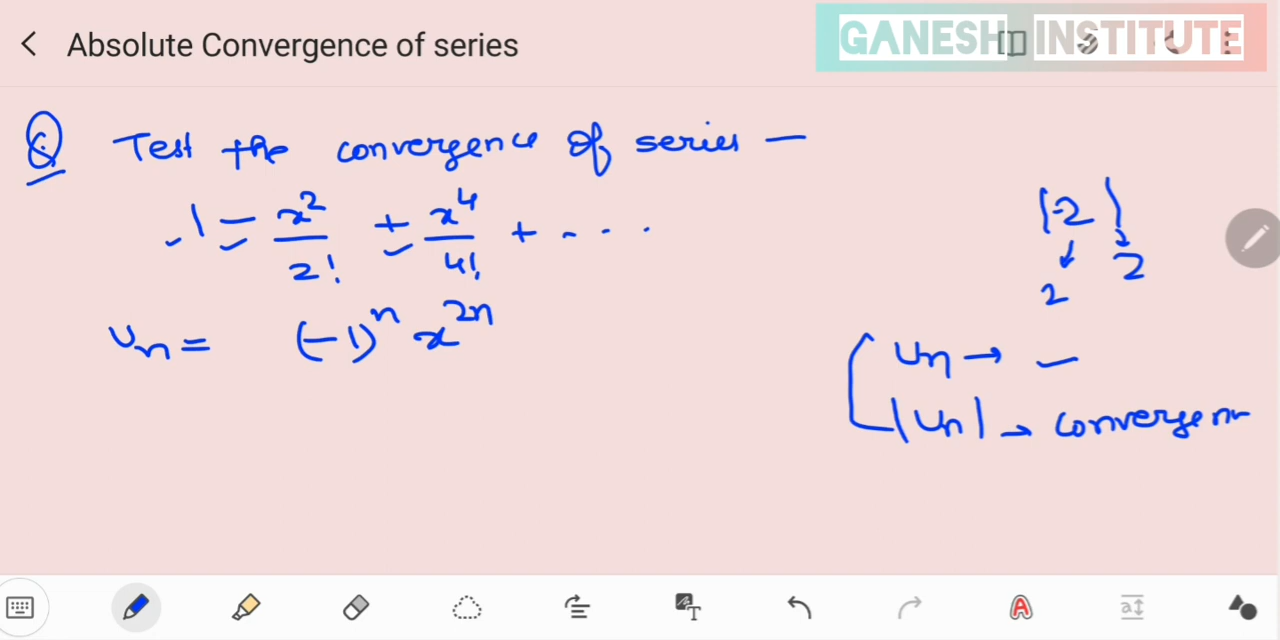 Absolute Convergence of series
GANESH INSTITUTE
Q Test the convergence of series —
1 - x²/2! + x⁴/4! + - - - .
|-2| 2
2
Uₙ = (-1)ⁿ x²ⁿ
Uₙ → —
|Uₙ| → convergen